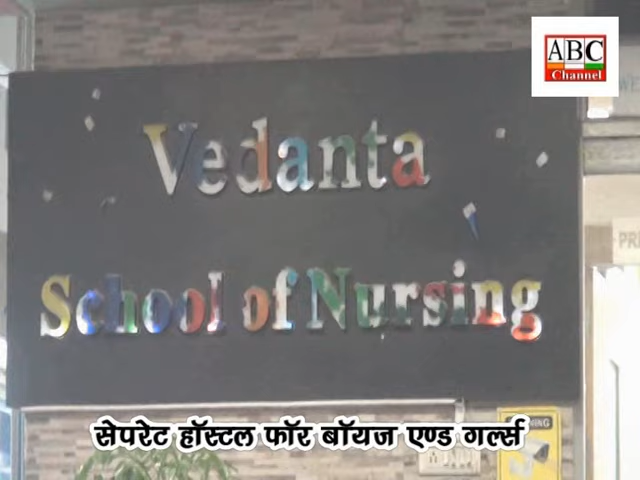 ABC
Channel
Vedanta
School of Nursing
सेपरेट हॉस्टल फॉर बॉयज एण्ड गर्ल्स